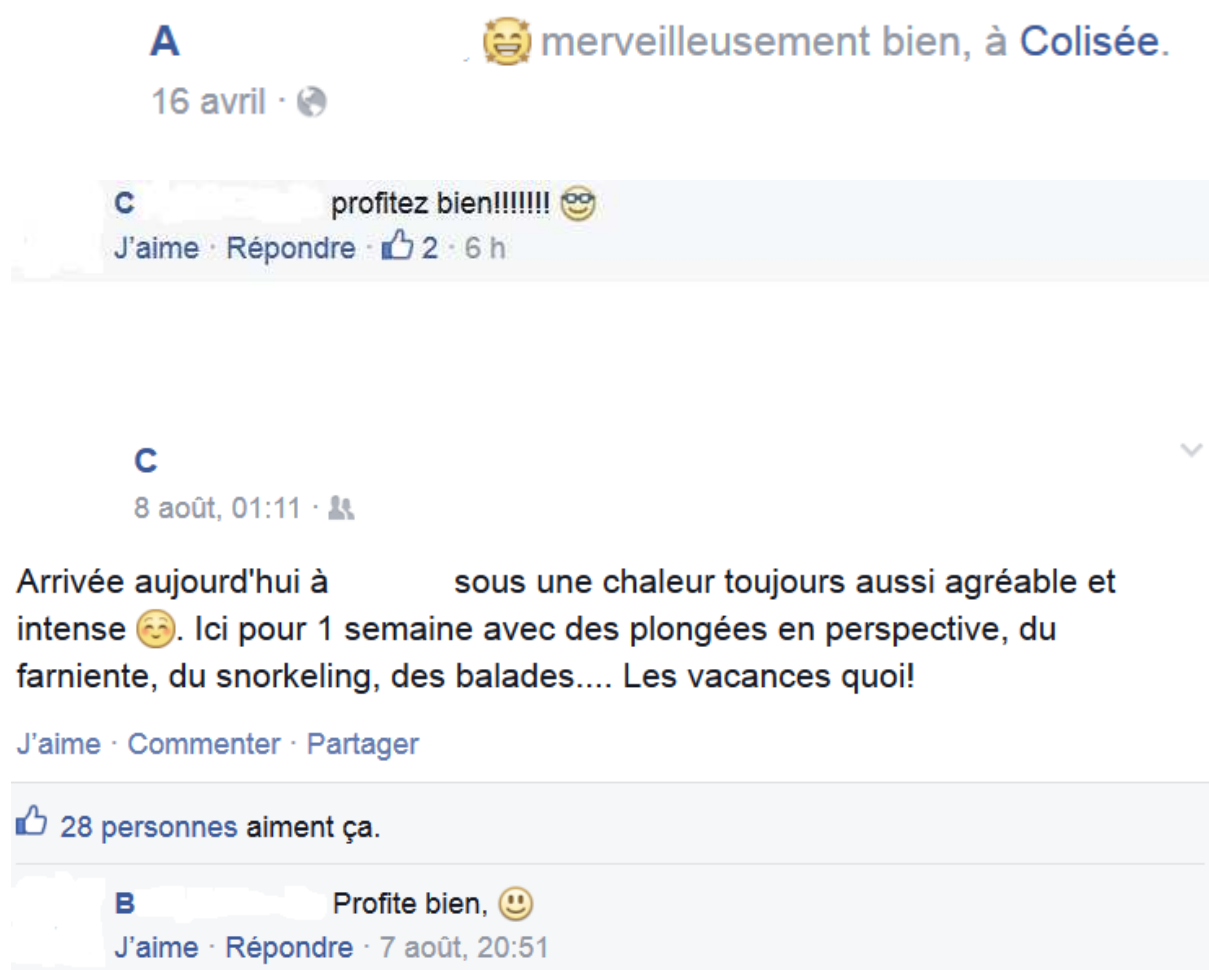 A merveilleusement bien, à Colisée.
16 avril ·
C profitez bien!!!!!!!
J'aime · Répondre · 2 · 6 h
C
8 août, 01:11 ·
Arrivée aujourd'hui à sous une chaleur toujours aussi agréable et
intense . Ici pour 1 semaine avec des plongées en perspective, du
farniente, du snorkeling, des balades.... Les vacances quoi!
J'aime · Commenter · Partager
28 personnes aiment ça.
B Profite bien,
J'aime · Répondre · 7 août, 20:51